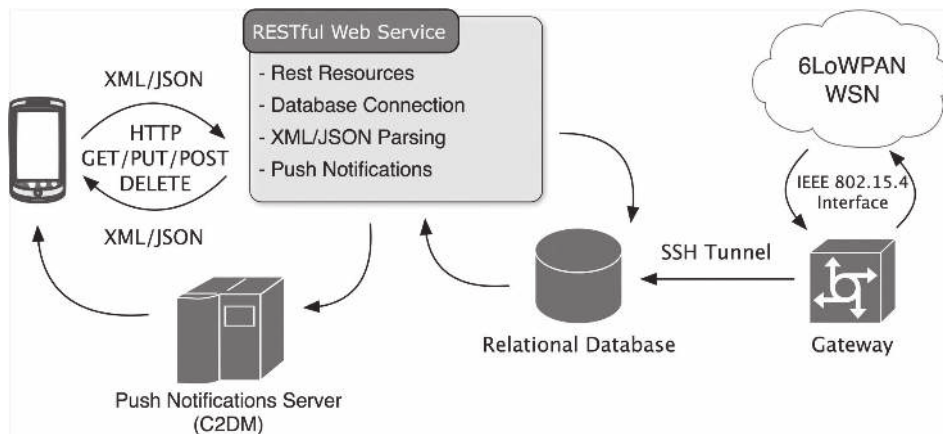 RESTful Web Service
- Rest Resources
- Database Connection
- XML/JSON Parsing
- Push Notifications
XML/JSON
HTTP
GET/PUT/POST
DELETE
XML/JSON
6LoWPAN
WSN
IEEE 802.15.4
Interface
SSH Tunnel
Relational Database
Gateway
Push Notifications Server
(C2DM)